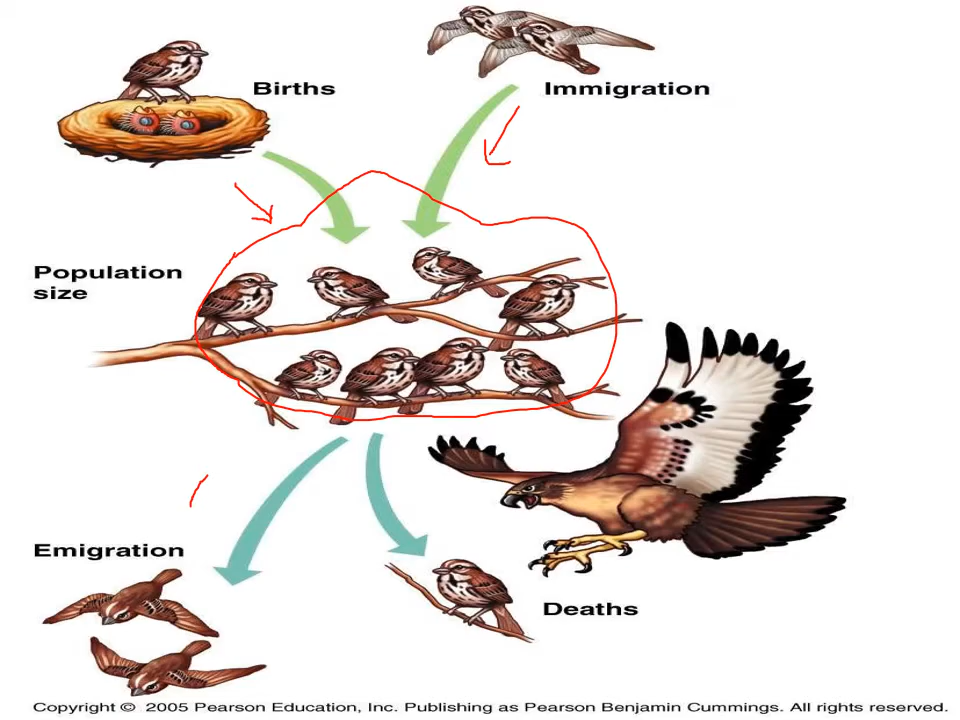 Births
Immigration
Population
size
Emigration
Deaths
Copyright © 2005 Pearson Education, Inc. Publishing as Pearson Benjamin Cummings. All rights reserved.